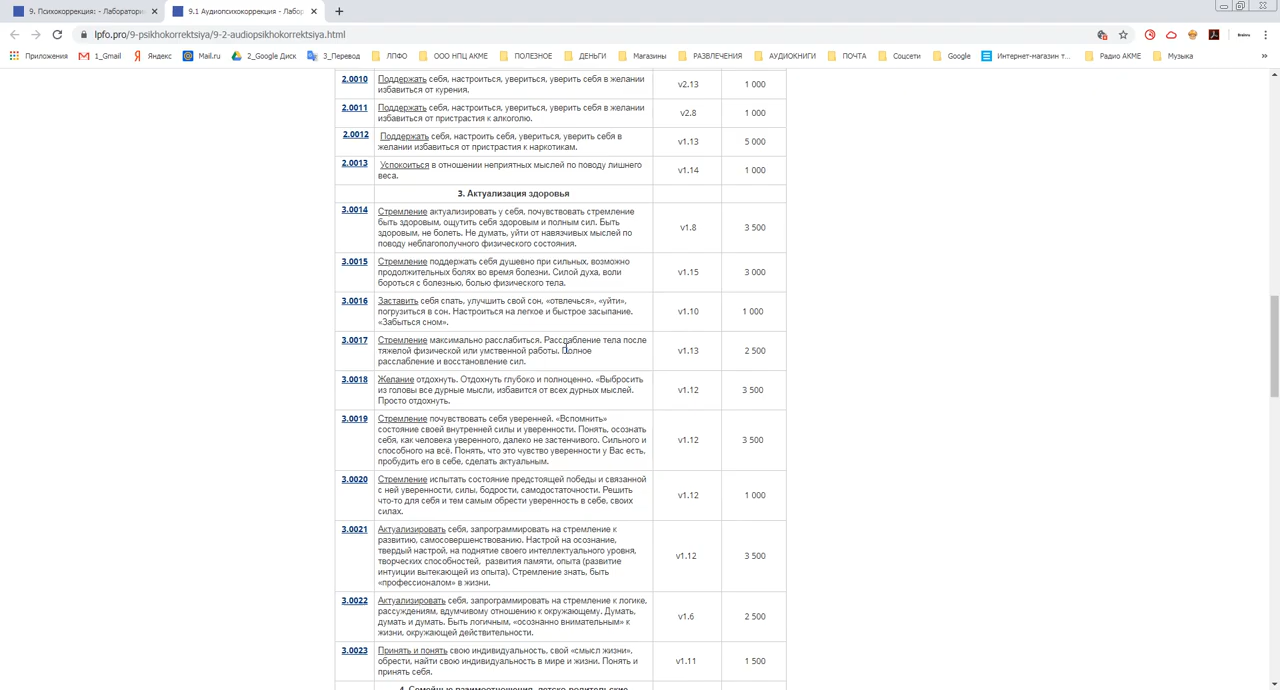 9. Психокоррекция: - Лаборатори
9.1 Аудиопсихокоррекция - Лабор
lpfo.pro/9-psikhokorrektsiya/9-2-audiopsihokorrektsiya.html
Приложения 1_Gmail Яндекс Mail.ru 2_Google Диск 3_Перевод ЛПФО ООО НПЦ АКМЕ ПОЛЕЗНОЕ ДЕНЬГИ Магазины РАЗВЛЕЧЕНИЯ АУДИОКНИГИ ПОЧТА Соцсети Google Интернет-магазин т... Радио АКМЕ Музыка »
2.0010 Поддержать себя, настроиться, увериться, уверить себя в желании v2.13 1 000
избавиться от курения.
2.0011 Поддержать себя, настроиться, увериться, уверить себя в желании v2.8 1 000
избавиться от пристрастия к алкоголю.
2.0012 Поддержать себя, настроить себя, увериться, уверить себя в v1.13 5 000
желании избавиться от пристрастия к наркотикам.
2.0013 Успокоиться в отношении неприятных мыслей по поводу лишнего v1.14 1 000
веса.
3. Актуализация здоровья
3.0014 Стремление актуализировать у себя, почувствовать стремление v1.8 3 500
быть здоровым, ощутить себя здоровым и полным сил. Быть
здоровым, не болеть. Не думать, уйти от навязчивых мыслей по
поводу неблагополучного физического состояния.
3.0015 Стремление поддержать себя душевно при сильных, возможно v1.15 3 000
продолжительных болях во время болезни. Силой духа, воли
бороться с болезнью, болью физического тела.
3.0016 Заставить себя спать, улучшить свой сон, «отвлечься», «уйти», v1.10 1 000
погрузиться в сон. Настроиться на легкое и быстрое засыпание.
«Забыться сном».
3.0017 Стремление максимально расслабиться. Расслабление тела после v1.13 2 500
тяжелой физической или умственной работы. Полное
расслабление и восстановление сил.
3.0018 Желание отдохнуть. Отдохнуть глубоко и полноценно. «Выбросить v1.12 3 500
из головы все дурные мысли, избавится от всех дурных мыслей.
Просто отдохнуть.
3.0019 Стремление почувствовать себя уверенней. «Вспомнить» v1.12 3 500
состояние своей внутренней силы и уверенности. Понять, осознать
себя, как человека уверенного, далеко не застенчивого. Сильного и
способного на всё. Понять, что это чувство уверенности у Вас есть,
пробудить его в себе, сделать актуальным.
3.0020 Стремление испытать состояние предстоящей победы и связанной v1.12 1 000
с ней уверенности, силы, бодрости, самодостаточности. Решить
что-то для себя и тем самым обрести уверенность в себе, своих
силах.
3.0021 Актуализировать себя, запрограммировать на стремление к v1.12 3 500
развитию, самосовершенствованию. Настрой на осознание,
твердый настрой, на поднятие своего интеллектуального уровня,
творческих способностей, развития памяти, опыта (развитие
интуиции вытекающей из опыта). Стремление знать, быть
«профессионалом» в жизни.
3.0022 Актуализировать себя, запрограммировать на стремление к логике, v1.6 2 500
рассуждениям, вдумчивому отношению к окружающему. Думать,
думать и думать. Быть логичным, «осознанно внимательным» к
жизни, окружающей действительности.
3.0023 Принять и понять свою индивидуальность, свой «смысл жизни», v1.11 1 500
обрести, найти свою индивидуальность в мире и жизни. Понять и
принять себя.
4. Семейные взаимоотношения, детско-родительские